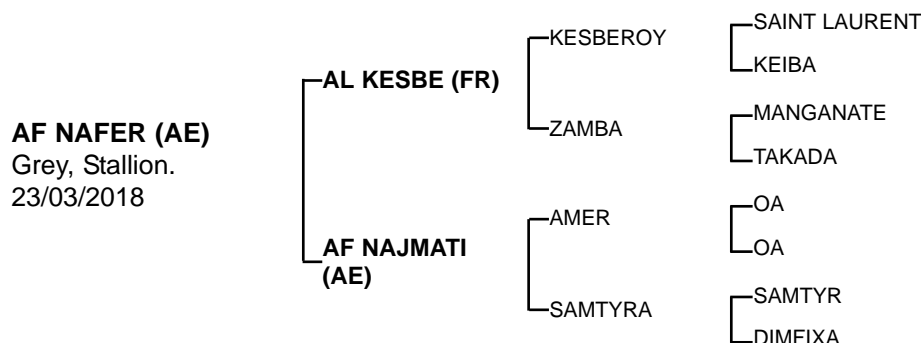 AF NAFER (AE)
Grey, Stallion.
23/03/2018
AL KESBE (FR)
AF NAJMATI
(AE)
KESBEROY
ZAMBA
AMER
SAMTYRA
SAINT LAURENT
KEIBA
MANGANATE
TAKADA
OA
OA
SAMTYR
DIMFIXA